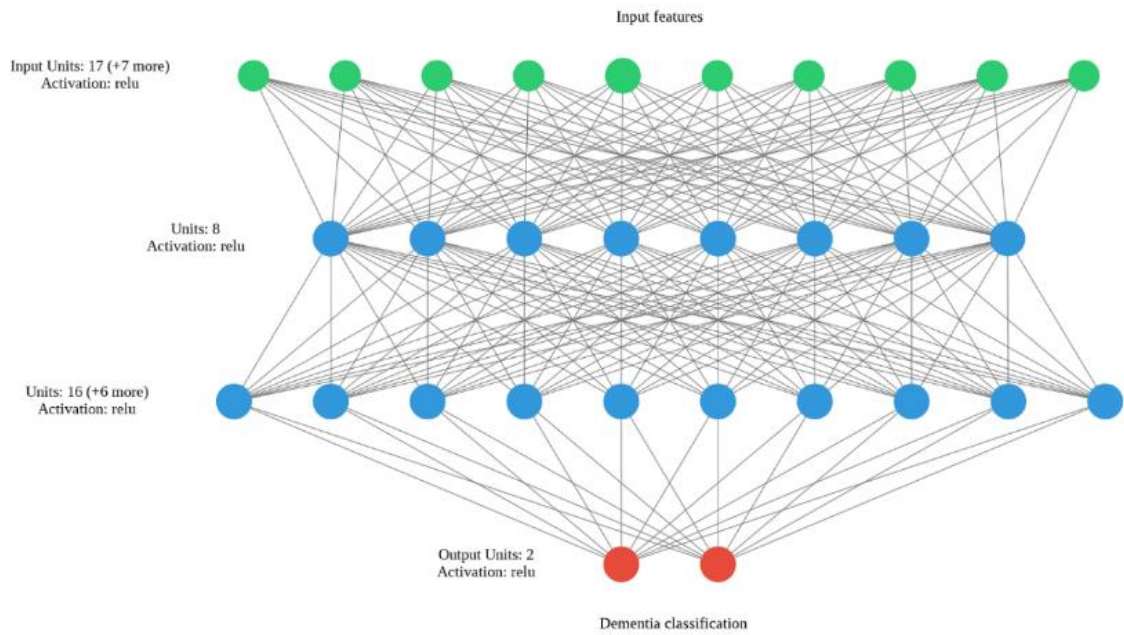 Input features
Input Units: 17 (+7 more)
Activation: relu
Units: 8
Activation: relu
Units: 16 (+6 more)
Activation: relu
Output Units: 2
Activation: relu
Dementia classification